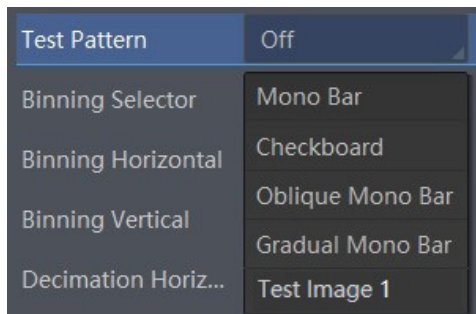 Test Pattern Off
Binning Selector Mono Bar
Binning Horizontal Checkboard
Binning Vertical Oblique Mono Bar
Gradual Mono Bar
Decimation Horiz... Test Image 1